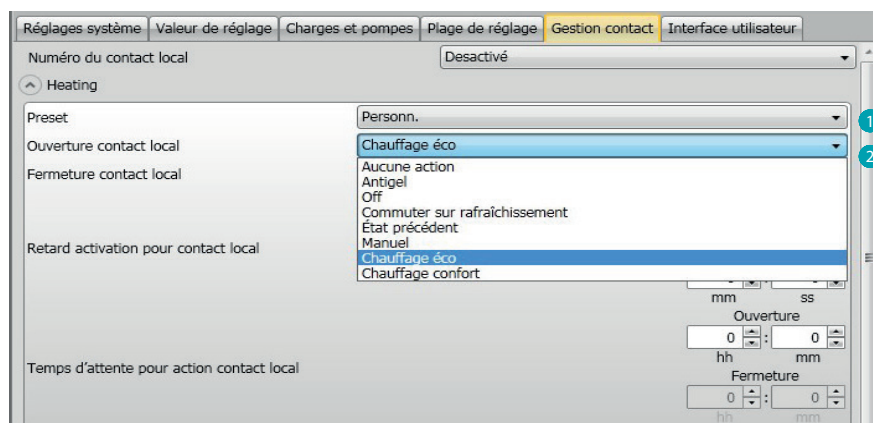 Réglages système Valeur de réglage Charges et pompes Plage de réglage Gestion contact Interface utilisateur
Numéro du contact local Desactivé
Heating
Preset Personn. 1
Ouverture contact local Chauffage éco 2
Fermeture contact local
Aucune action
Antigel
Off
Commuter sur rafraîchissement
État précédent
Manuel
Chauffage éco
Chauffage confort
Retard activation pour contact local
mm ss
Ouverture
0 : 0
hh mm
Temps d'attente pour action contact local
Fermeture
0 : 0
hh mm